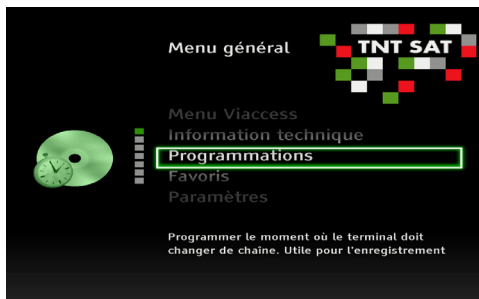 Menu général
TNT SAT
Menu Viaccess
Information technique
Programmations
Favoris
Paramètres
Programmer le moment où le terminal doit
changer de chaîne. Utile pour l'enregistrement